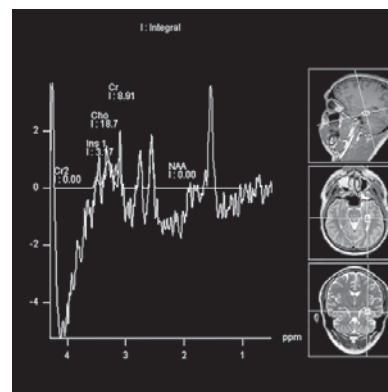 I : Integral
Cr
I : 8.91
Cho
I : 18.7
Ins 1
I : 3.17
Cr2
I : 0.00
NAA
I : 0.00
2
0
-2
-4
4
3
2
1
ppm